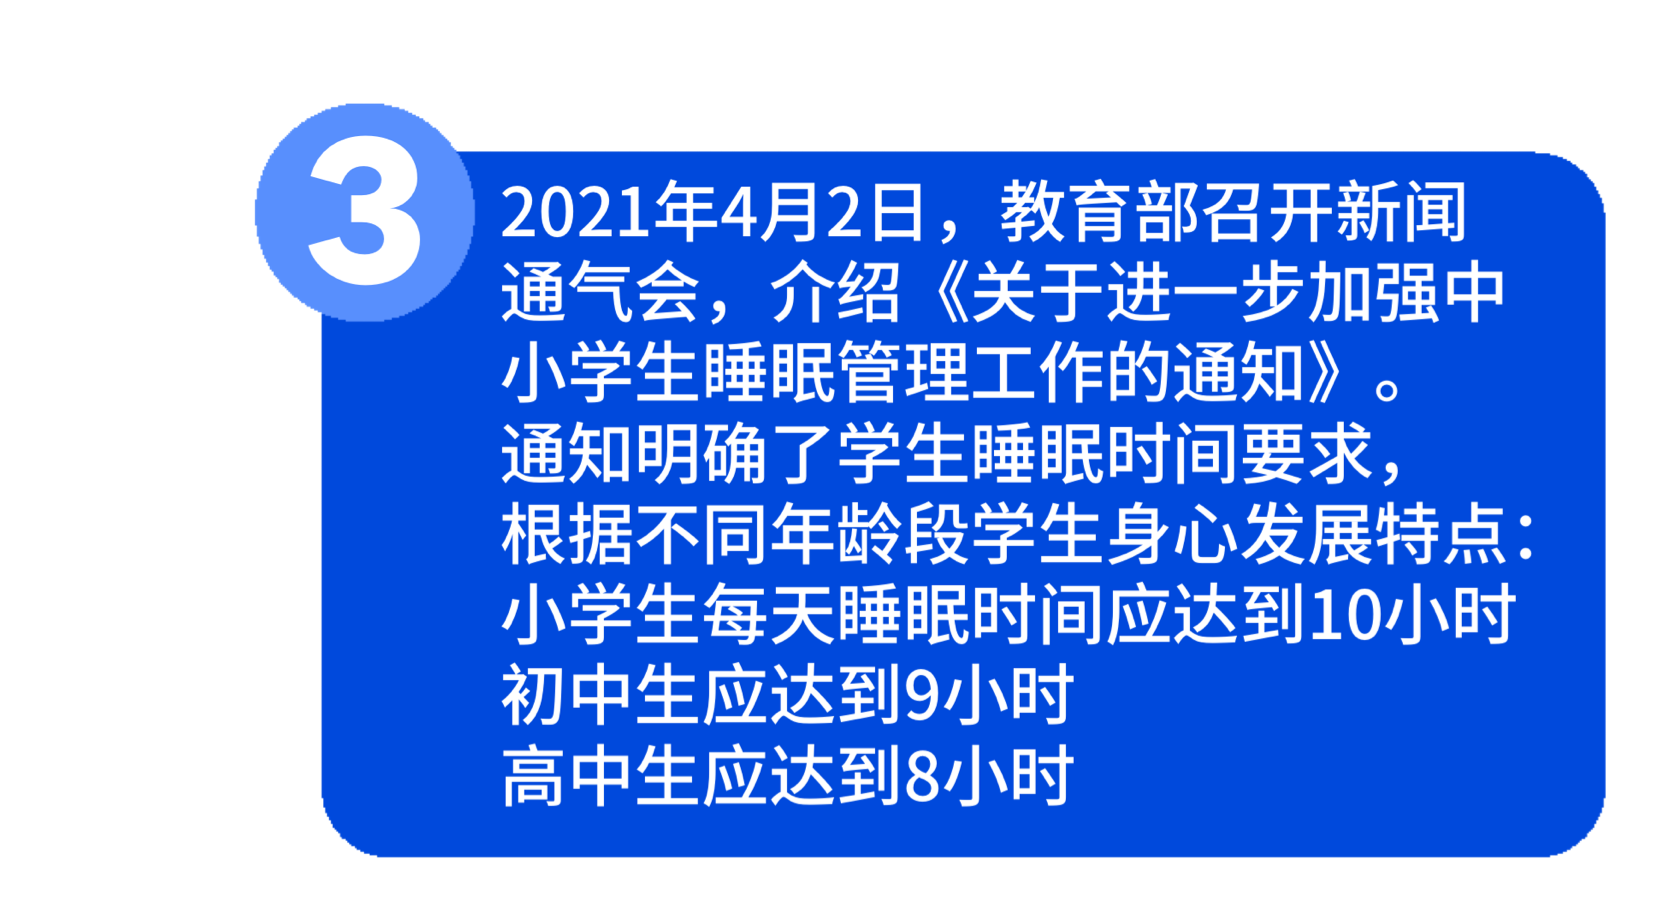 3
2021年4月2日，教育部召开新闻
通气会，介绍《关于进一步加强中
小学生睡眠管理工作的通知》。
通知明确了学生睡眠时间要求，
根据不同年龄段学生身心发展特点：
小学生每天睡眠时间应达到10小时
初中生应达到9小时
高中生应达到8小时